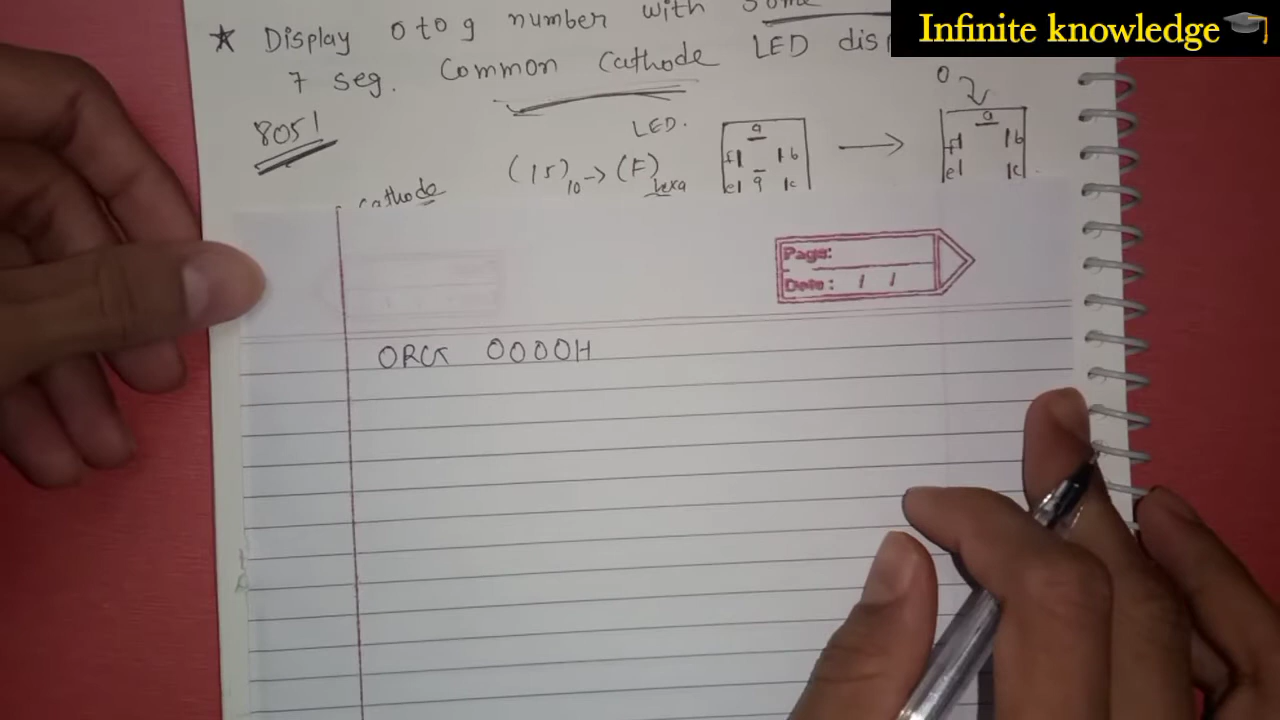 Infinite knowledge
★ Display 0 to 9 number with some
7 seg. Common Cathode LED
8051
LED.
(15)10 → (F)hexa
a
f b
g
e c
→
0
a
f b
e c
cathode
Page:
Date: / /
ORG 0000H